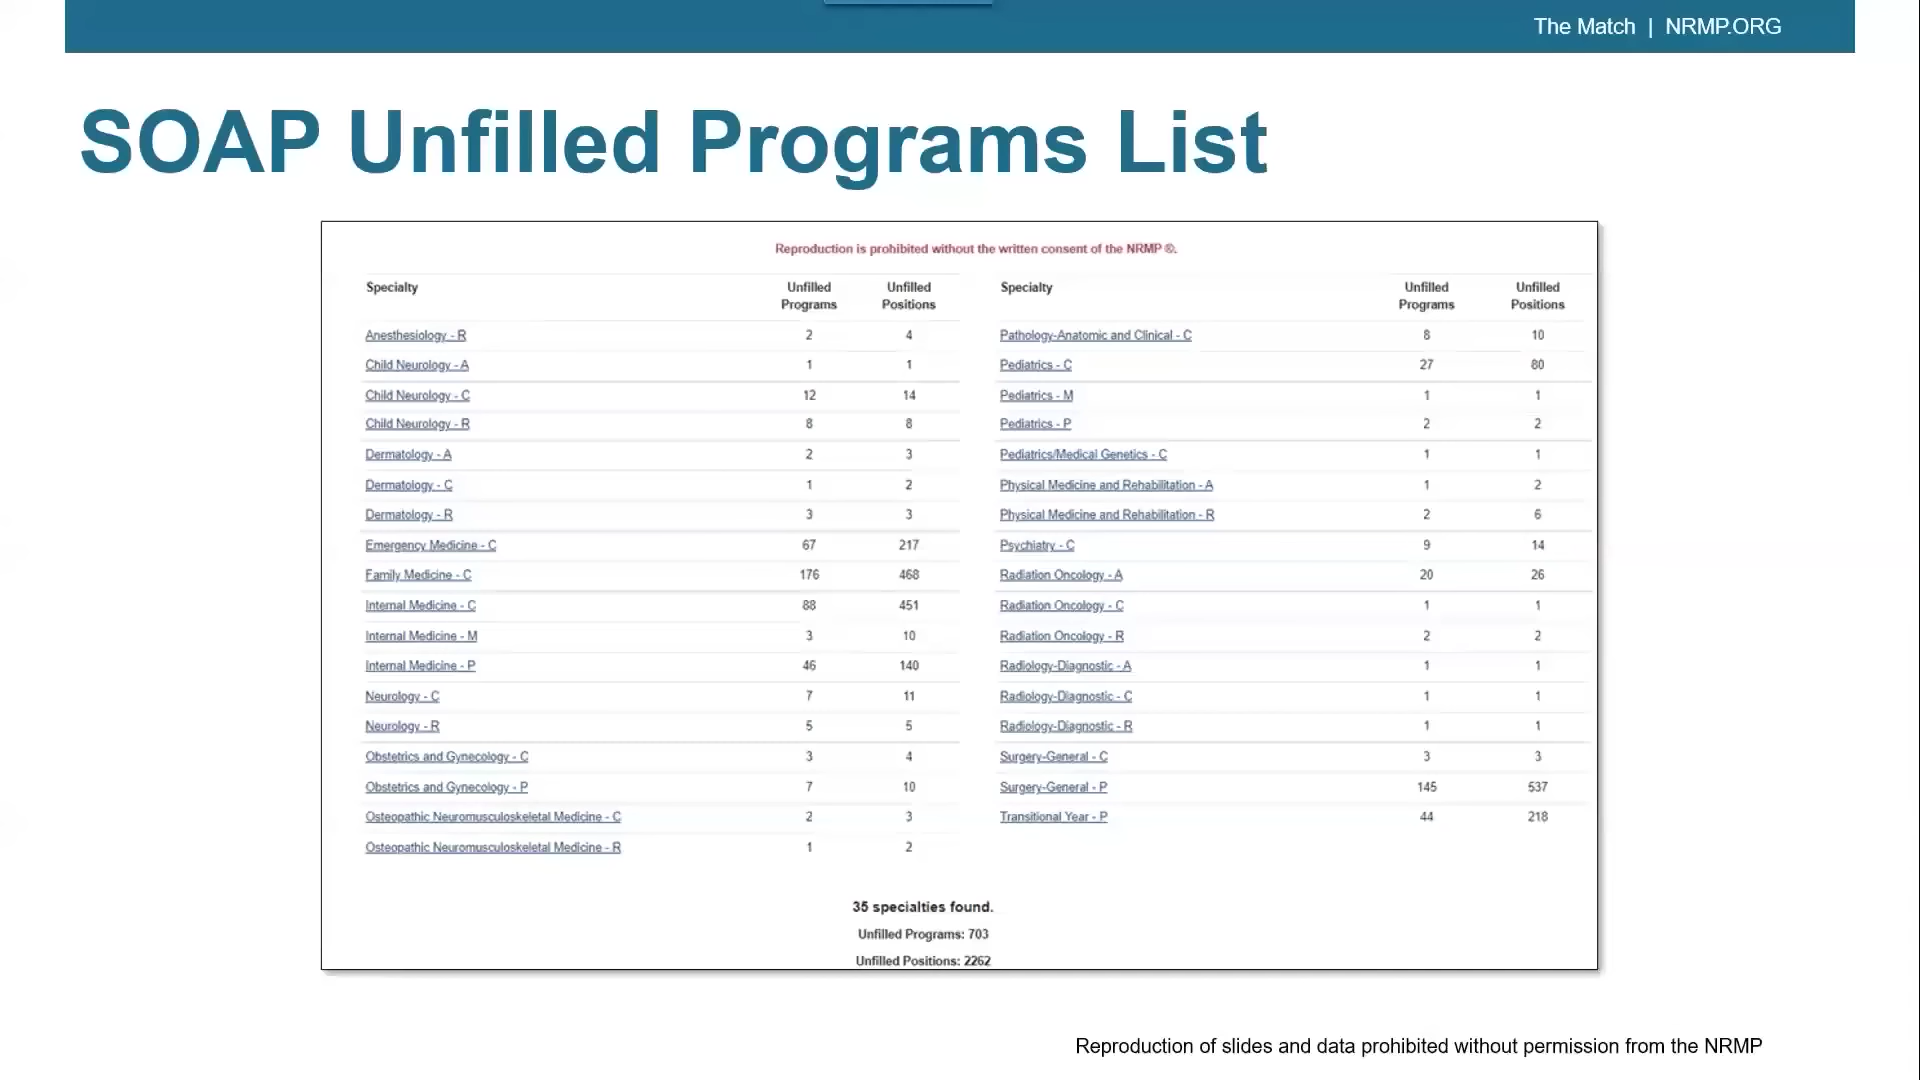 The Match | NRMP.ORG
SOAP Unfilled Programs List
Reproduction is prohibited without the written consent of the NRMP ®.
Specialty Unfilled Programs Unfilled Positions
Anesthesiology - R 2 4
Child Neurology - A 1 1
Child Neurology - C 12 14
Child Neurology - R 8 8
Dermatology - A 2 3
Dermatology - C 1 2
Dermatology - R 3 3
Emergency Medicine - C 67 217
Family Medicine - C 176 468
Internal Medicine - C 88 451
Internal Medicine - M 3 10
Internal Medicine - P 46 140
Neurology - C 7 11
Neurology - R 5 5
Obstetrics and Gynecology - C 3 4
Obstetrics and Gynecology - P 7 10
Osteopathic Neuromusculoskeletal Medicine - C 2 3
Osteopathic Neuromusculoskeletal Medicine - R 1 2
Specialty Unfilled Programs Unfilled Positions
Pathology-Anatomic and Clinical - C 8 10
Pediatrics - C 27 80
Pediatrics - M 1 1
Pediatrics - P 2 2
Pediatrics/Medical Genetics - C 1 1
Physical Medicine and Rehabilitation - A 1 2
Physical Medicine and Rehabilitation - R 2 6
Psychiatry - C 9 14
Radiation Oncology - A 20 26
Radiation Oncology - C 1 1
Radiation Oncology - R 2 2
Radiology-Diagnostic - A 1 1
Radiology-Diagnostic - C 1 1
Radiology-Diagnostic - R 1 1
Surgery-General - C 3 3
Surgery-General - P 145 537
Transitional Year - P 44 218
35 specialties found.
Unfilled Programs: 703
Unfilled Positions: 2262
Reproduction of slides and data prohibited without permission from the NRMP